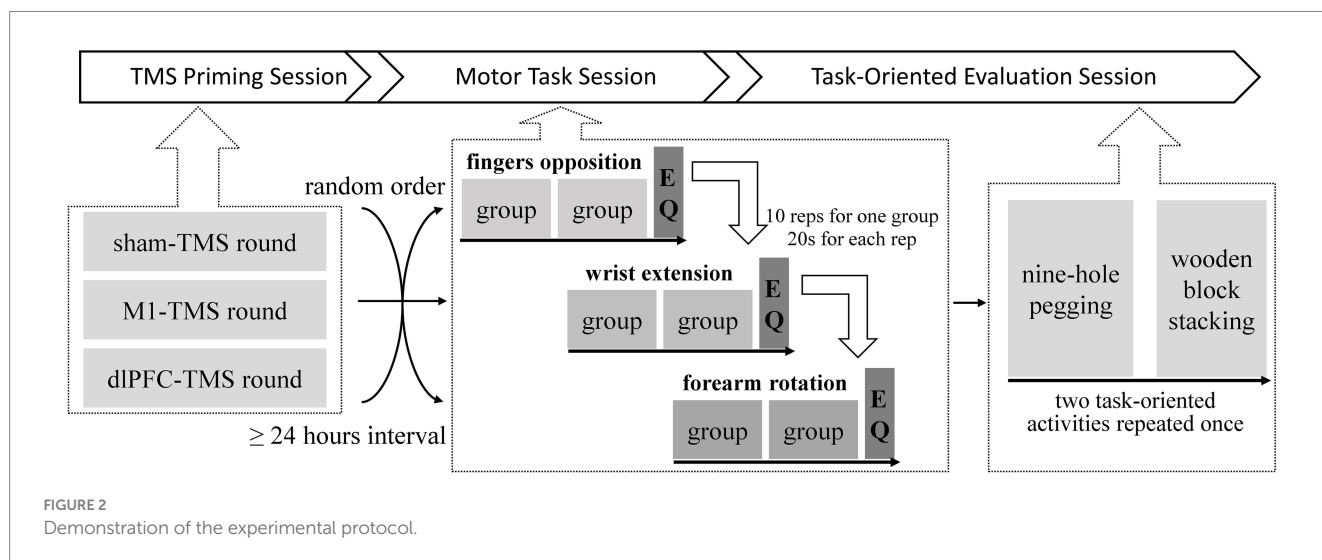 TMS Priming Session
Motor Task Session
Task-Oriented Evaluation Session
random order
sham-TMS round
M1-TMS round
dlPFC-TMS round
≥ 24 hours interval
fingers opposition
group
group
E
Q
10 reps for one group
20s for each rep
wrist extension
group
group
E
Q
forearm rotation
group
group
E
Q
nine-hole
pegging
wooden
block
stacking
two task-oriented
activities repeated once
FIGURE 2
Demonstration of the experimental protocol.